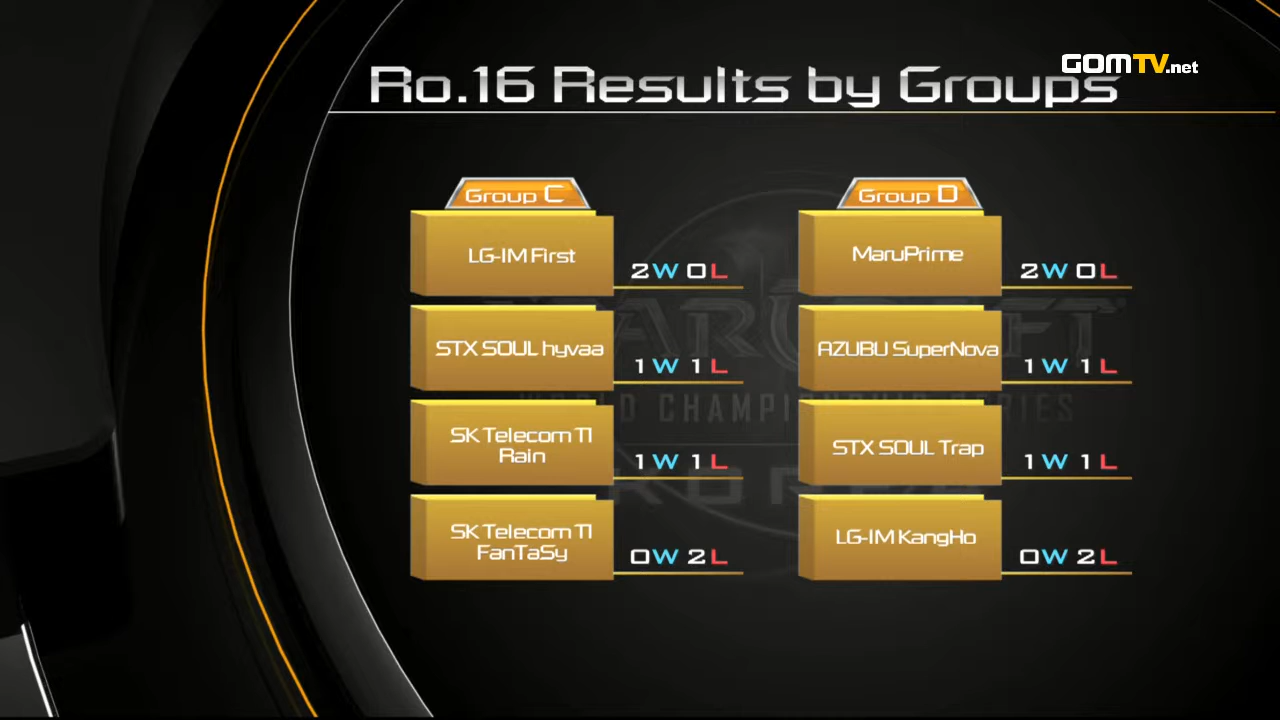 GOMTV.net
Ro.16 Results by Groups
Group C
LG-IM First
2W 0L
STX SOUL hyvaa
1W 1L
SK Telecom T1
Rain
1W 1L
SK Telecom T1
FanTaSy
0W 2L
Group D
MaruPrime
2W 0L
AZUBU SuperNova
1W 1L
STX SOUL Trap
1W 1L
LG-IM KangHo
0W 2L